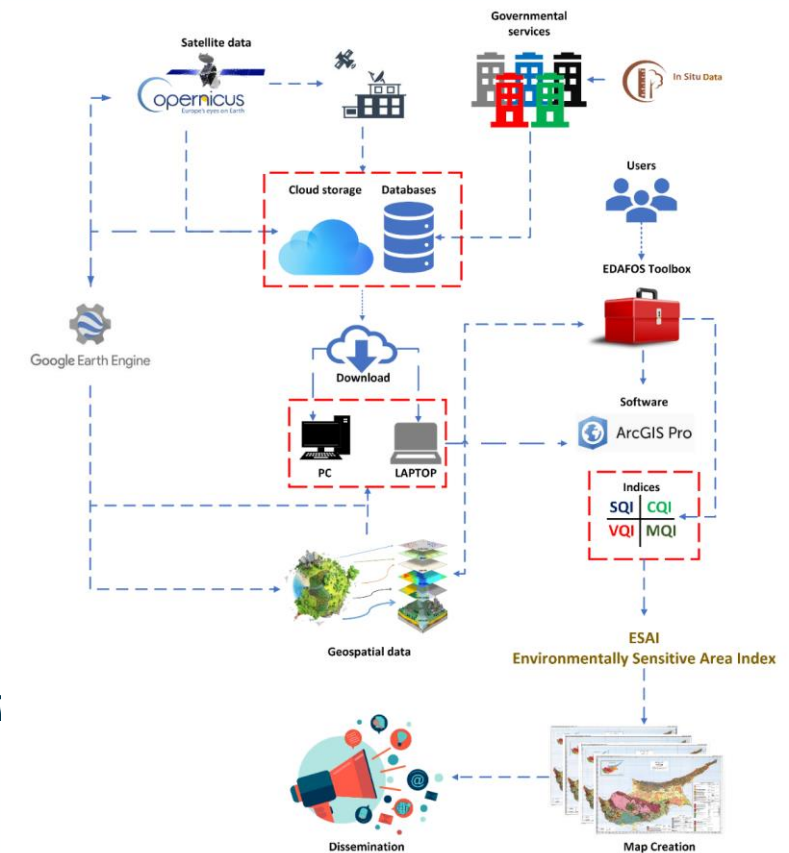 Governmental
services
Satellite data
opernicus
Europe's eyes on Earth
In Situ Data
Users
Cloud storage Databases
EDAFOS Toolbox
Google Earth Engine
Download
Software
ArcGIS Pro
PC LAPTOP
Indices
SQI CQI
VQI MQI
Geospatial data
ESAI
Environmentally Sensitive Area Index
@
Dissemination
Map Creation